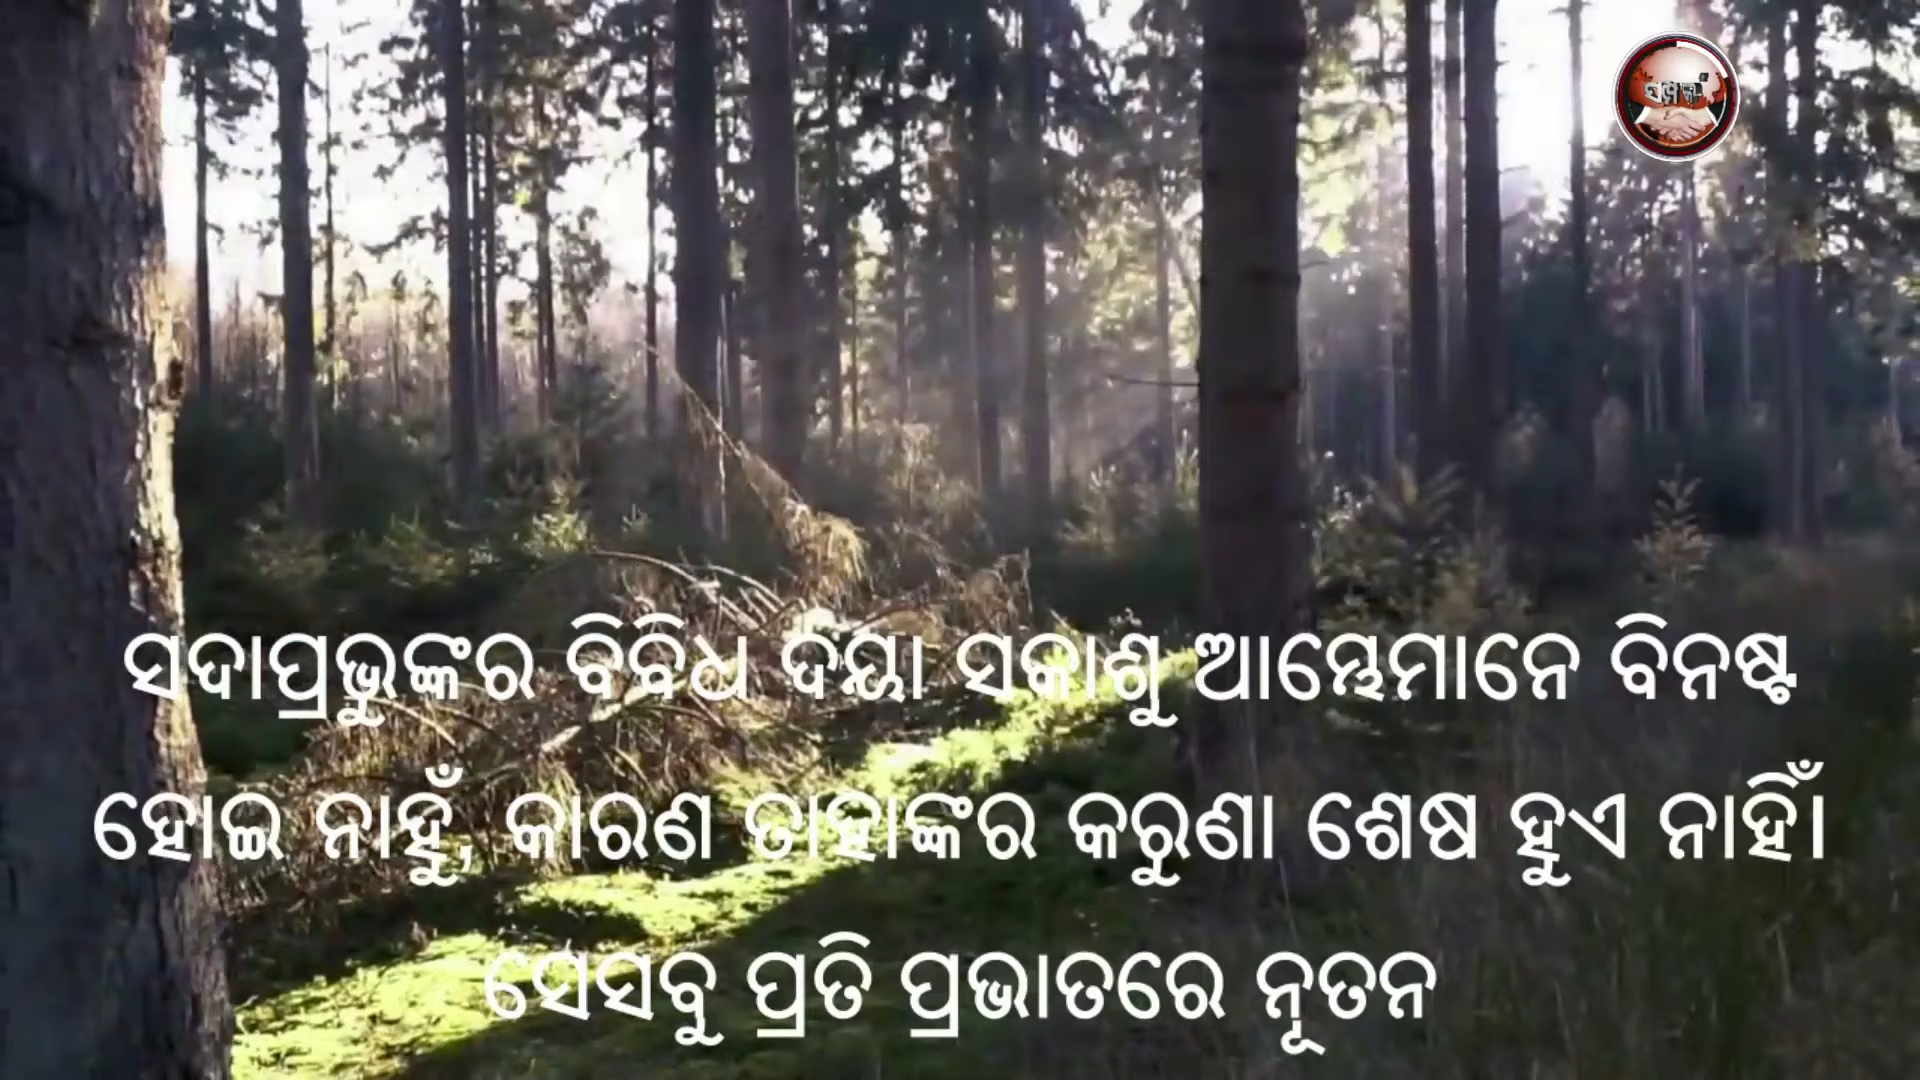 ସଦାପ୍ରଭୁଙ୍କର ବିବିଧ ଦୟା ସକାଶୁ ଆମ୍ଭେମାନେ ବିନଷ୍ଟ
ହୋଇ ନାହୁଁ, କାରଣ ତାହାଙ୍କର କରୁଣା ଶେଷ ହୁଏ ନାହିଁ।
ସେସବୁ ପ୍ରତି ପ୍ରଭାତରେ ନୂତନ